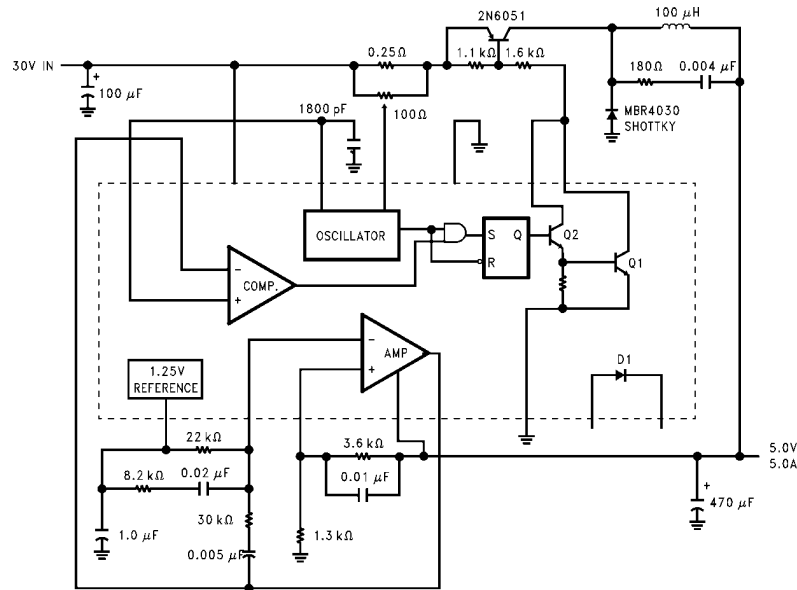 2N6051
100 μH
30V IN
0.25Ω
1.1 kΩ
1.6 kΩ
+
100 μF
180Ω
0.004 μF
1800 pF
100Ω
MBR4030
SHOTTKY
OSCILLATOR
S
Q
R
Q2
Q1
−
COMP.
+
−
AMP
+
1.25V
REFERENCE
D1
22 kΩ
3.6 kΩ
5.0V
5.0A
8.2 kΩ
0.02 μF
0.01 μF
+
470 μF
30 kΩ
1.0 μF
1.3 kΩ
0.005 μF